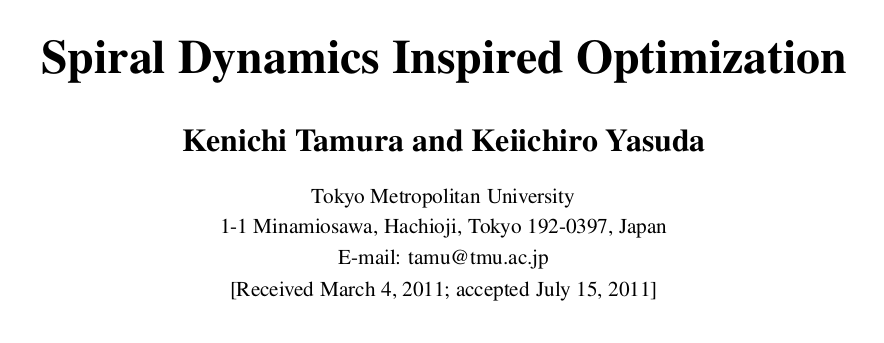 Spiral Dynamics Inspired Optimization
Kenichi Tamura and Keiichiro Yasuda
Tokyo Metropolitan University
1-1 Minamiosawa, Hachioji, Tokyo 192-0397, Japan
E-mail: tamu@tmu.ac.jp
[Received March 4, 2011; accepted July 15, 2011]